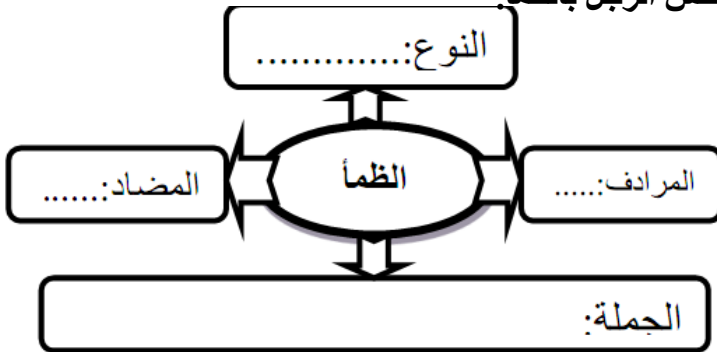 النوع:.............
الظمأ
المرادف:.....
المضاد:......
الجملة: